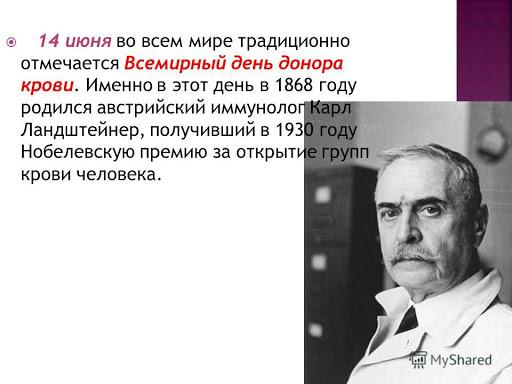 14 июня во всем мире традиционно
отмечается Всемирный день донора
крови. Именно в этот день в 1868 году
родился австрийский иммунолог Карл
Ландштейнер, получивший в 1930 году
Нобелевскую премию за открытие групп
крови человека.
MyShared